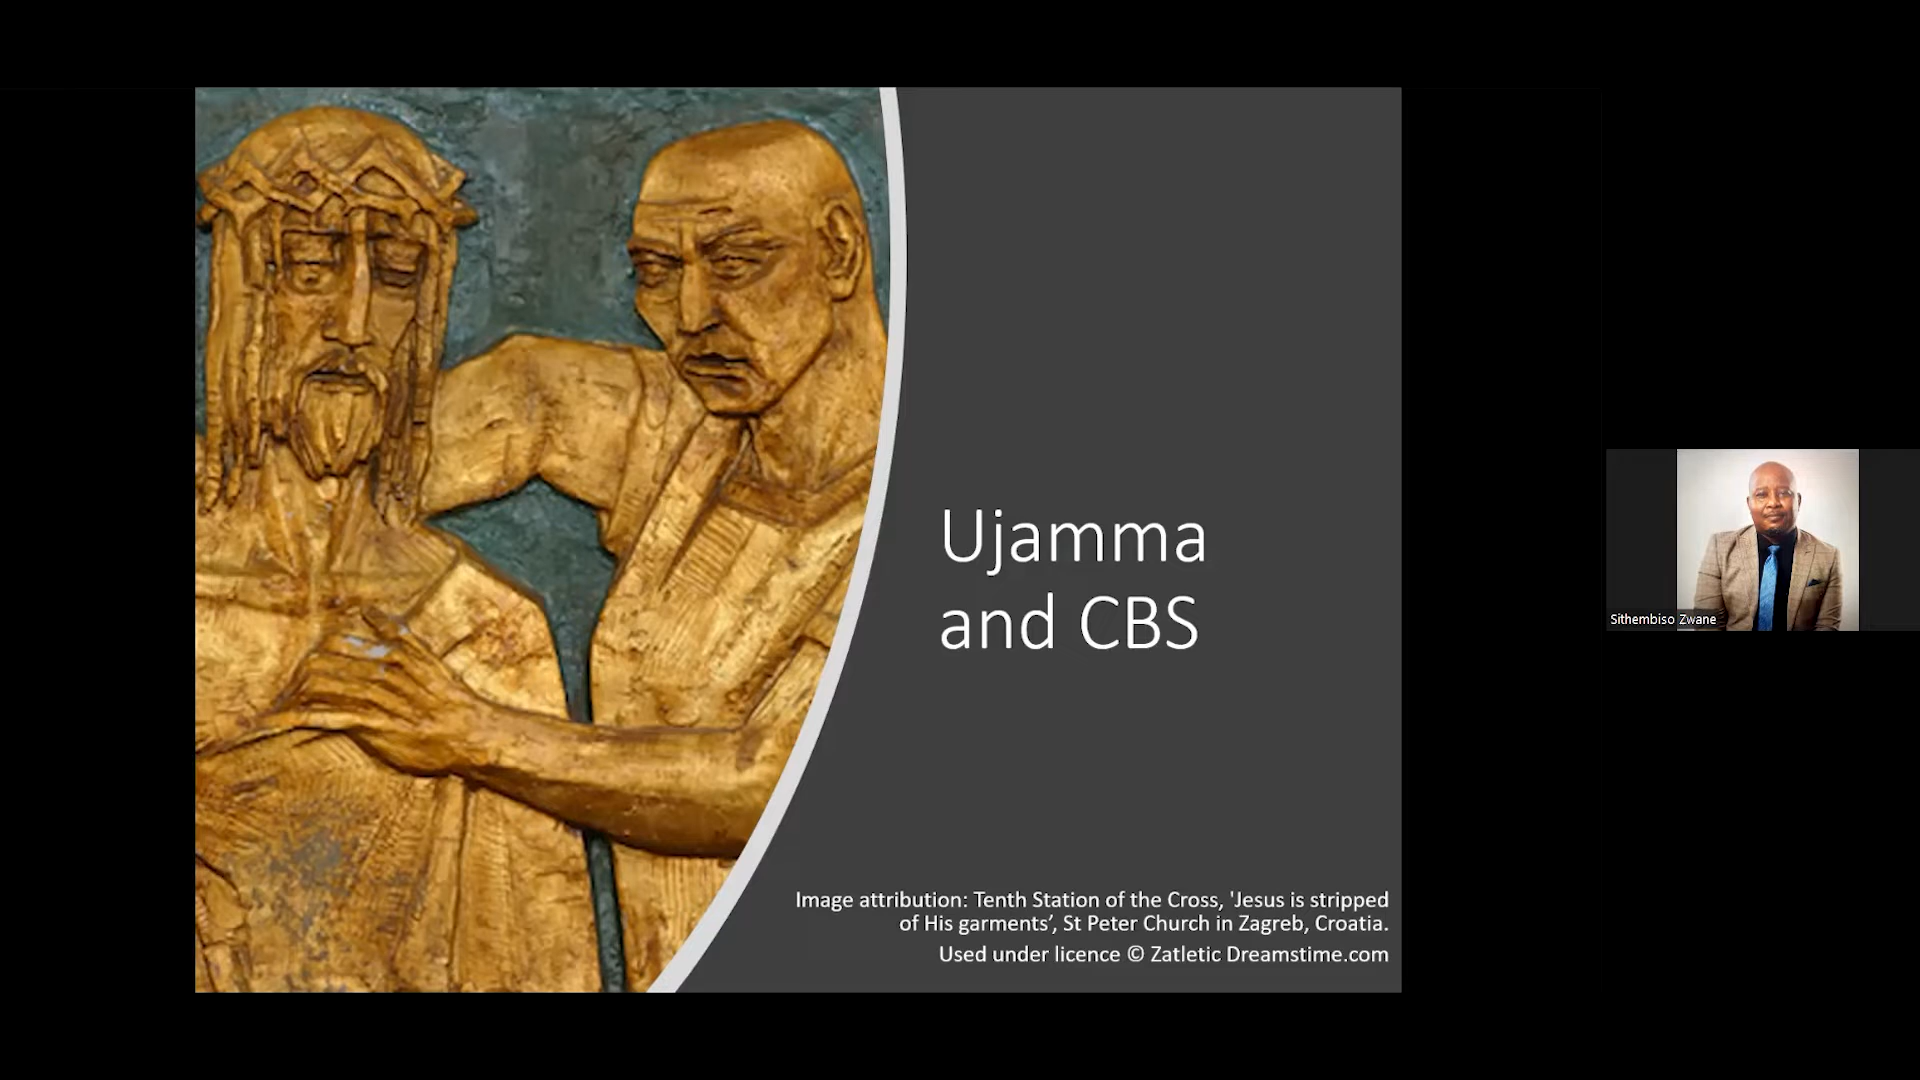 Ujamma
and CBS
Image attribution: Tenth Station of the Cross, 'Jesus is stripped
of His garments’, St Peter Church in Zagreb, Croatia.
Used under licence © Zatletic Dreamstime.com
Sithembiso Zwane